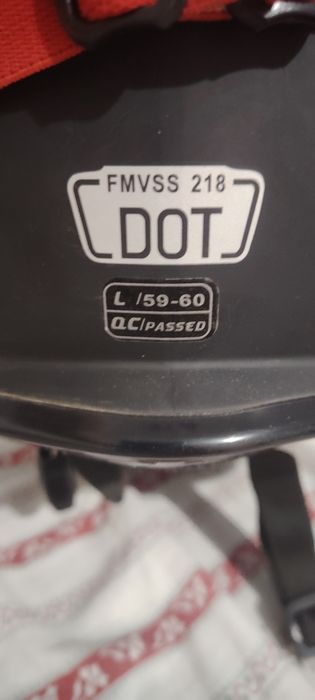 FMVSS 218
DOT
L /59-60
QC/PASSED